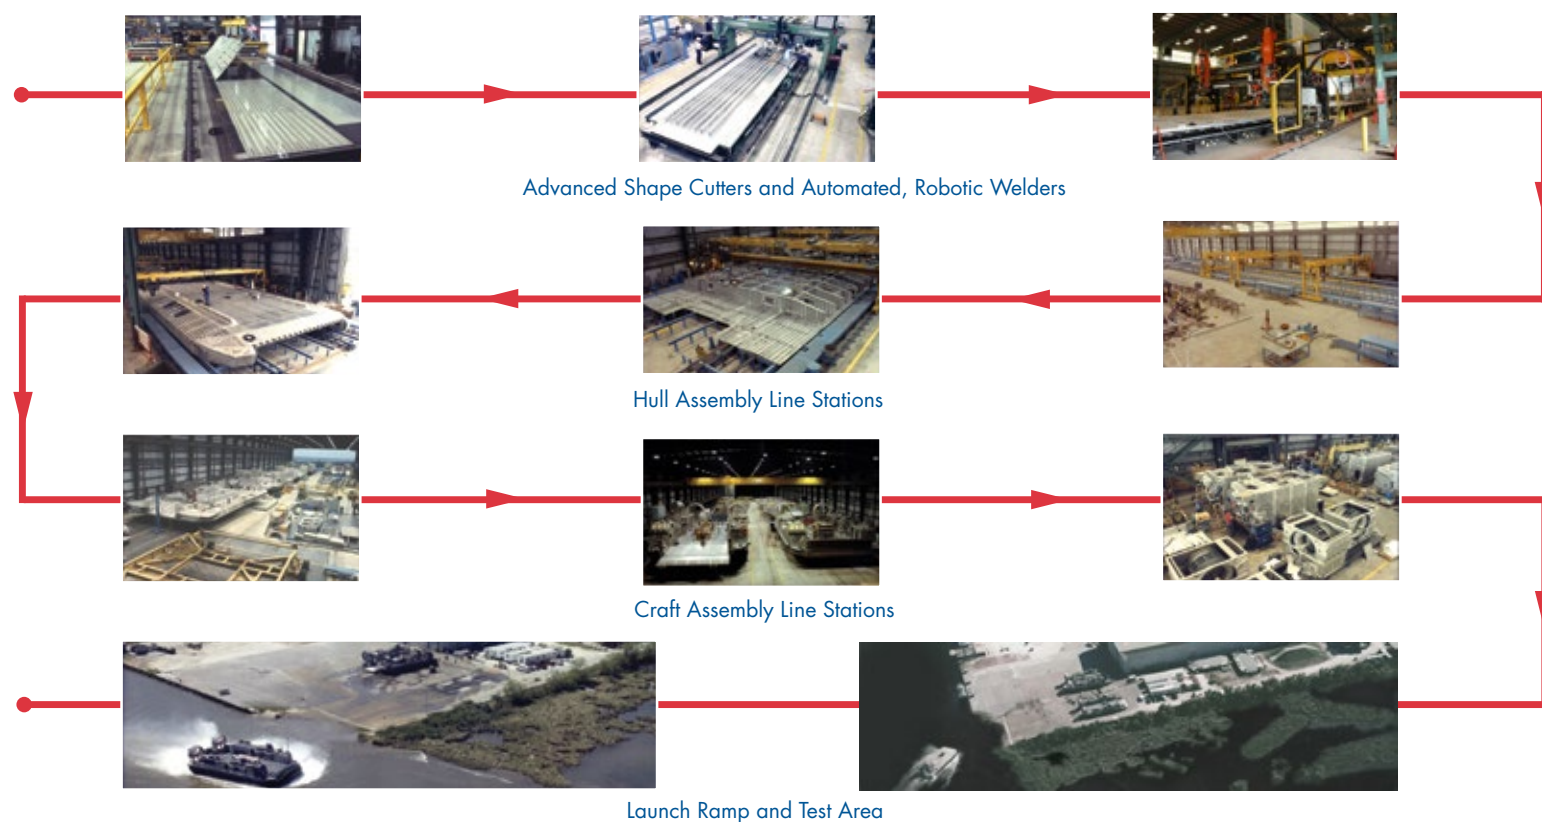 Advanced Shape Cutters and Automated, Robotic Welders
Hull Assembly Line Stations
Craft Assembly Line Stations
Launch Ramp and Test Area